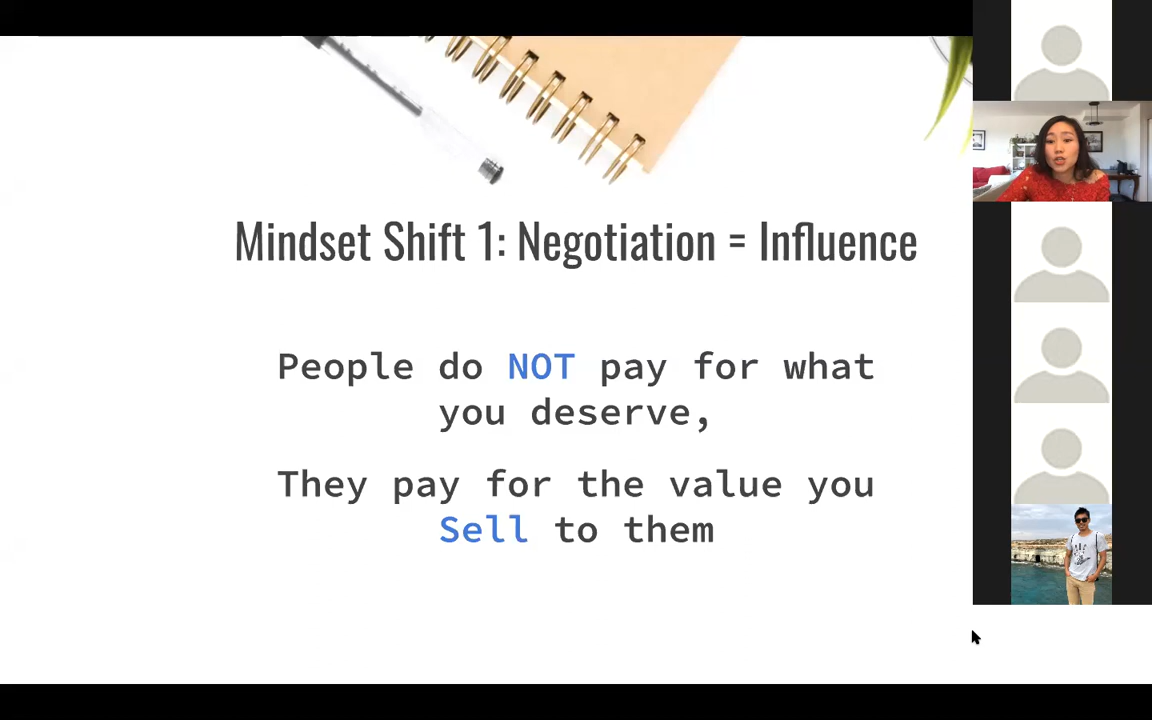 Mindset Shift 1: Negotiation = Influence
People do NOT pay for what
you deserve,
They pay for the value you
Sell to them